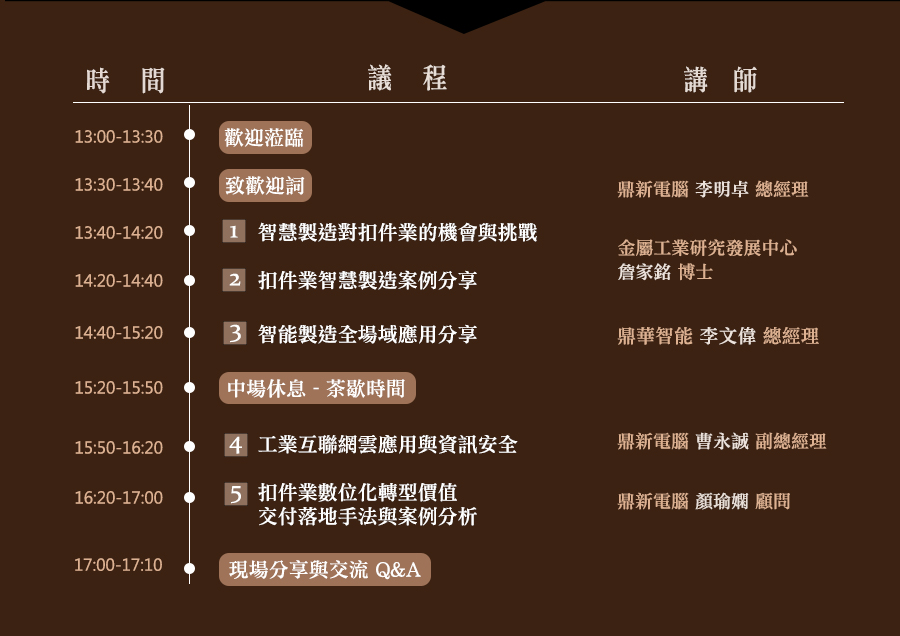 時 間 議 程 講 師
13:00-13:30 歡迎蒞臨
13:30-13:40 致歡迎詞 鼎新電腦 李明卓 總經理
13:40-14:20 1 智慧製造對扣件業的機會與挑戰
金屬工業研究發展中心
詹家銘 博士
14:20-14:40 2 扣件業智慧製造案例分享
14:40-15:20 3 智能製造全場域應用分享 鼎華智能 李文偉 總經理
15:20-15:50 中場休息 - 茶歇時間
15:50-16:20 4 工業互聯網雲應用與資訊安全 鼎新電腦 曹永誠 副總經理
16:20-17:00 5 扣件業數位化轉型價值
交付落地手法與案例分析
鼎新電腦 顏瑜嫻 顧問
17:00-17:10 現場分享與交流 Q&A